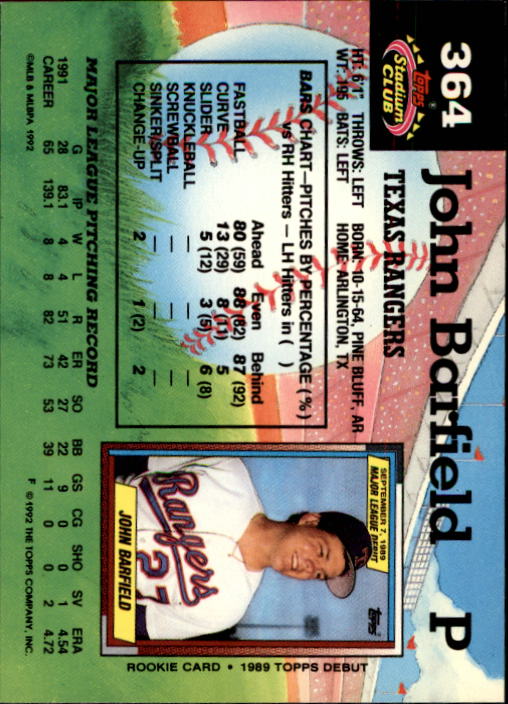 364
John Barfield P
topps
Stadium
CLUB
TEXAS RANGERS
HT: 6'1" THROWS: LEFT BORN: 10-15-64, PINE BLUFF, AR
WT: 195 BATS: LEFT HOME: ARLINGTON, TX
BARS CHART—PITCHES BY PERCENTAGE (%)
vs RH Hitters — LH Hitters in ( )
Ahead Even Behind
FASTBALL 80 (59) 88 (82) 87 (92)
CURVE 13 (29) 8 (11) 5
SLIDER 5 (12) 3 (5) 6 (8)
KNUCKLEBALL — — —
SCREWBALL — — —
SINKER/SPLIT — — —
CHANGE-UP 2 1 (2) 2
SEPTEMBER 7, 1989
MAJOR LEAGUE DEBUT
topps
Rangers
27
JOHN BARFIELD
ROOKIE CARD • 1989 TOPPS DEBUT
MAJOR LEAGUE PITCHING RECORD
G IP W L R ER SO BB GS CG SHO SV ERA
1991 28 83.1 4 4 51 42 27 22 9 0 0 1 4.54
CAREER 65 139.1 8 8 82 73 53 39 11 0 0 2 4.72
©MLB & MLBPA 1992
F © 1992 THE TOPPS COMPANY, INC.